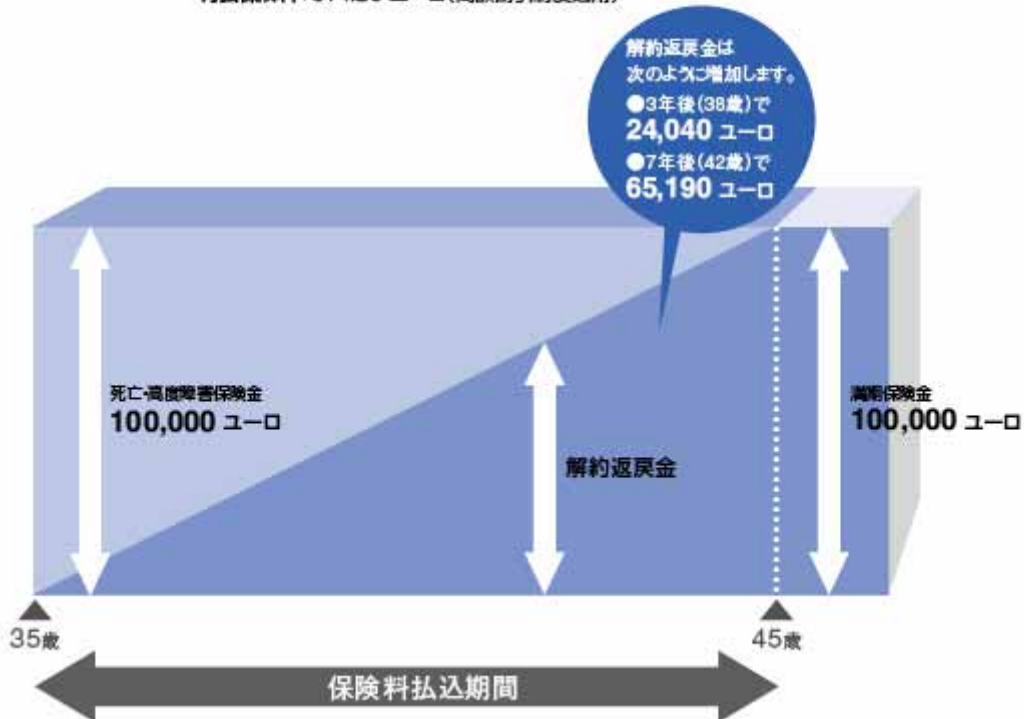 解約返戻金は
次のように増加します。
●3年後(38歳)で
24,040 ユーロ
●7年後(42歳)で
65,190 ユーロ
死亡・高度障害保険金
100,000 ユーロ
解約返戻金
満期保険金
100,000 ユーロ
35歳
45歳
保険料払込期間